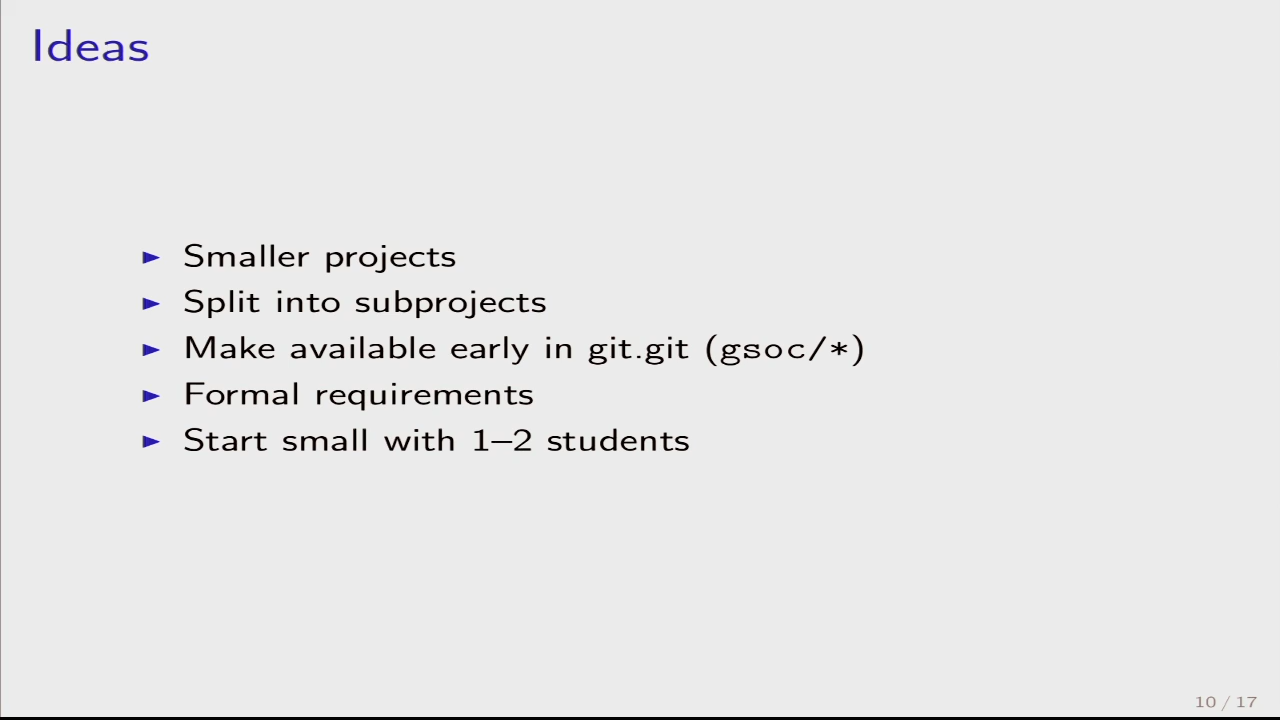 Ideas
Smaller projects
Split into subprojects
Make available early in git.git (gsoc/*)
Formal requirements
Start small with 1–2 students
10 / 17